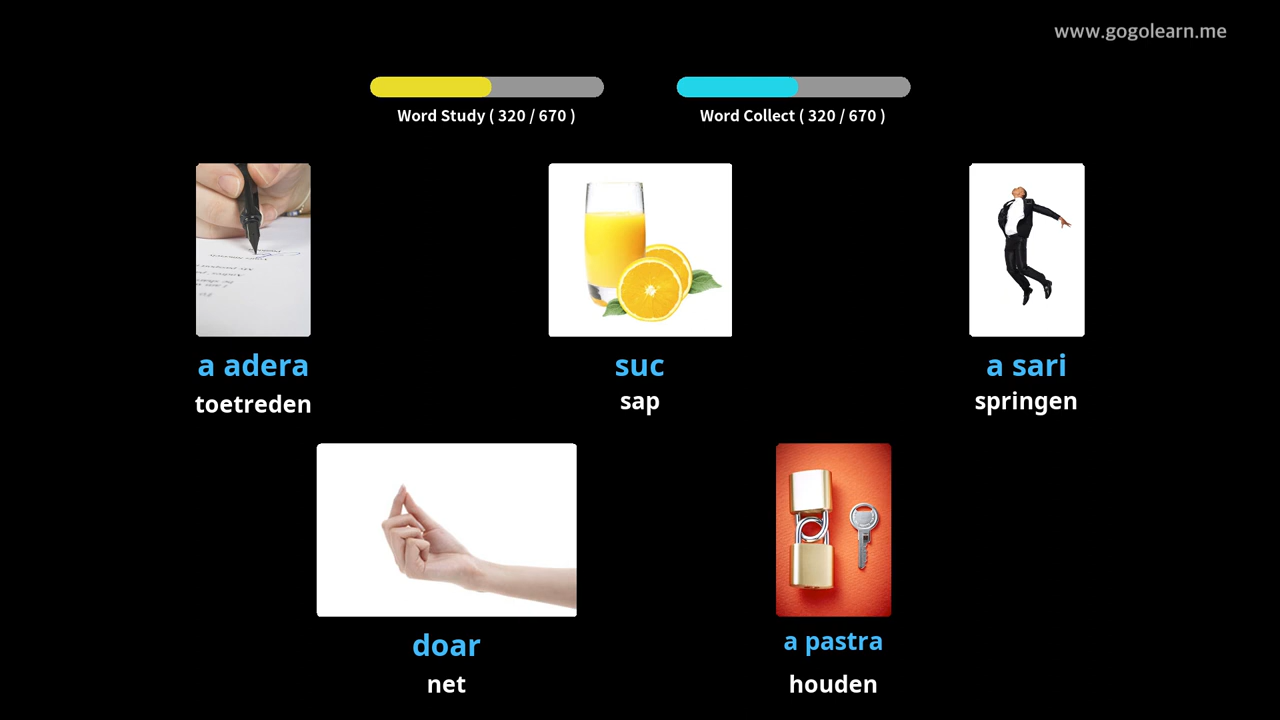 www.gogolearn.me
Word Study ( 320 / 670 )
Word Collect ( 320 / 670 )
a adera
toetreden
suc
sap
a sari
springen
doar
net
a pastra
houden